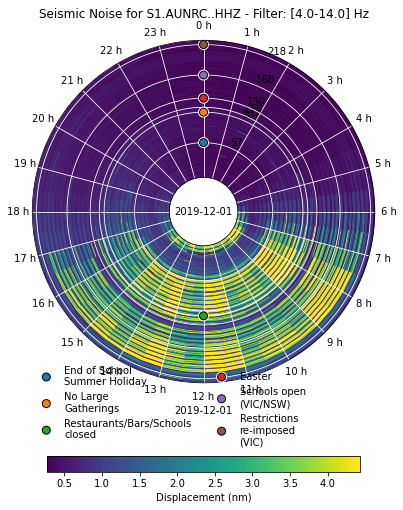 Seismic Noise for S1.AUNRC..HHZ - Filter: [4.0-14.0] Hz
0 h
23 h
1 h
22 h
218
2 h
21 h
168
3 h
130
20 h
4 h
57
19 h
5 h
18 h
2019-12-01
6 h
17 h
7 h
16 h
8 h
15 h
9 h
14 h
10 h
13 h
11 h
12 h
2019-12-01
End of School
Summer Holiday
No Large
Gatherings
Restaurants/Bars/Schools
closed
Easter
Schools open
(VIC/NSW)
Restrictions
re-imposed
(VIC)
0.5 1.0 1.5 2.0 2.5 3.0 3.5 4.0
Displacement (nm)